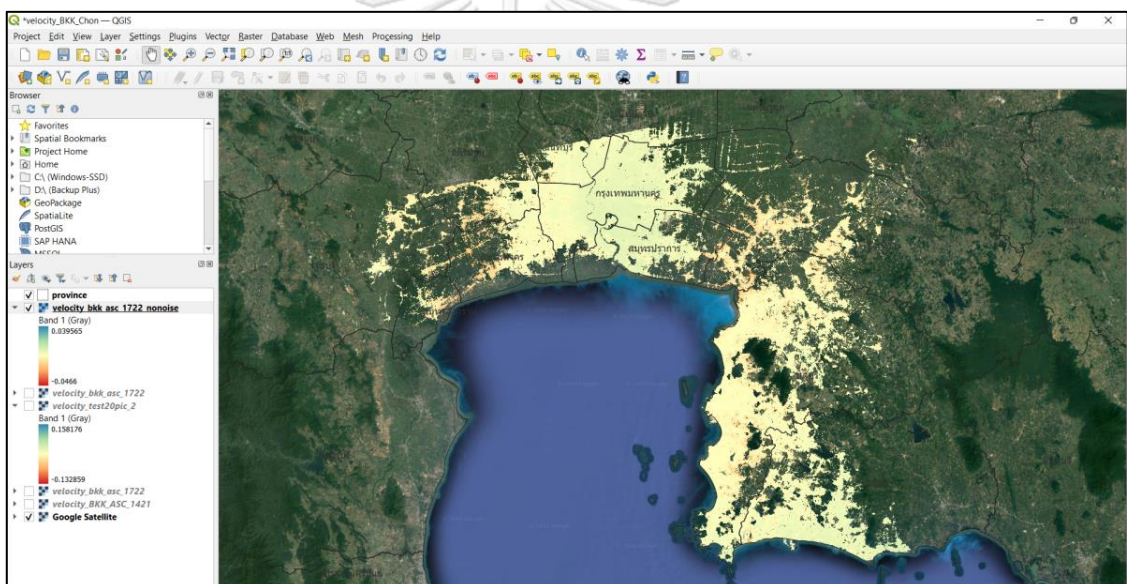 *velocity_BKK_Chon — QGIS
Project Edit View Layer Settings Plugins Vector Raster Database Web Mesh Processing Help
Browser
Favorites
Spatial Bookmarks
Project Home
Home
C:\ (Windows-SSD)
D:\ (Backup Plus)
GeoPackage
SpatiaLite
PostGIS
SAP HANA
MSSQL
Layers
province
velocity_bkk_asc_1722_nonoise
Band 1 (Gray)
0.039565
-0.0466
velocity_bkk_asc_1722
velocity_test20pic_2
Band 1 (Gray)
0.158176
-0.132859
velocity_bkk_asc_1722
velocity_BKK_ASC_1421
Google Satellite
กรุงเทพมหานคร
สมุทรปราการ